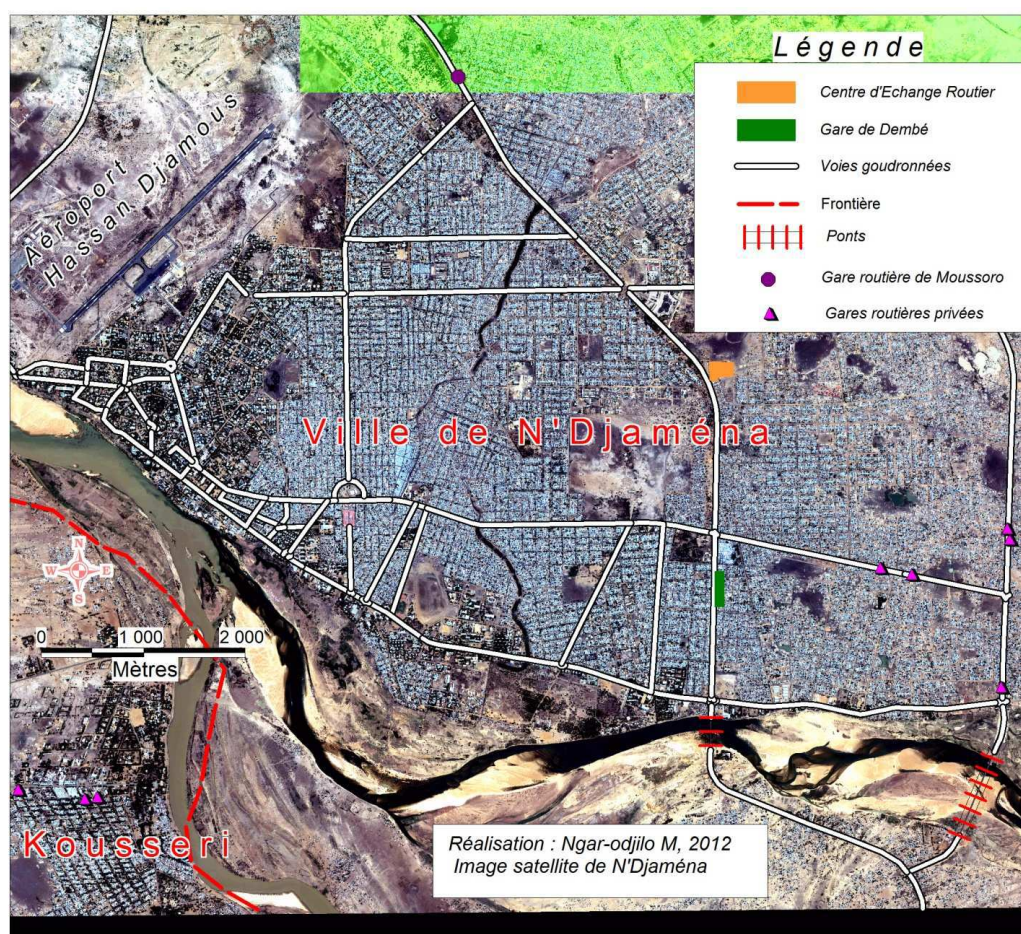 Légende
Centre d'Echange Routier
Gare de Dembé
Voies goudronnées
Frontière
Ponts
Gare routière de Moussoro
Gares routières privées
Aéroport
Hassan Djamous
Ville de N'Djaména
N
W E
S
0 1 000 2 000
Mètres
Kousseri
Réalisation : Ngar-odjilo M, 2012
Image satellite de N'Djaména